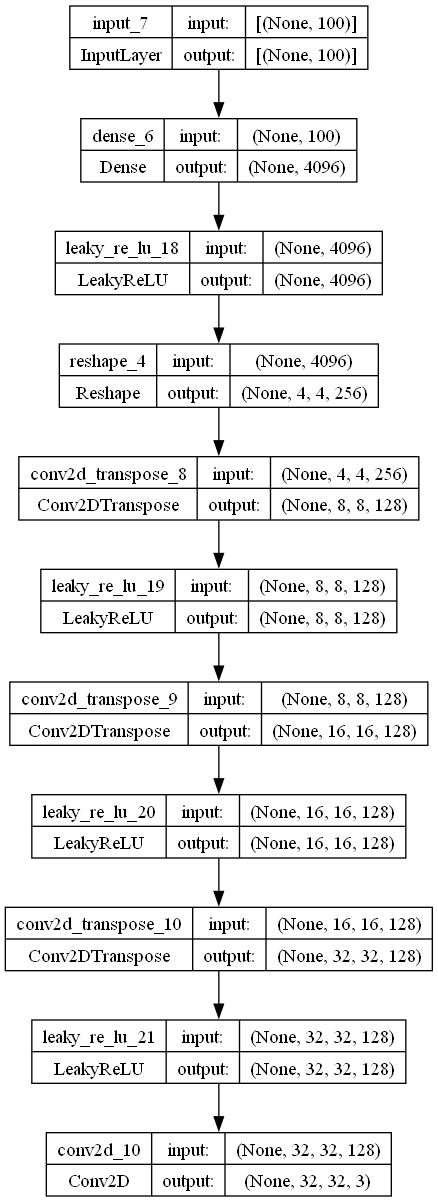 input_7 input: [(None, 100)]
InputLayer output: [(None, 100)]
dense_6 input: (None, 100)
Dense output: (None, 4096)
leaky_re_lu_18 input: (None, 4096)
LeakyReLU output: (None, 4096)
reshape_4 input: (None, 4096)
Reshape output: (None, 4, 4, 256)
conv2d_transpose_8 input: (None, 4, 4, 256)
Conv2DTranspose output: (None, 8, 8, 128)
leaky_re_lu_19 input: (None, 8, 8, 128)
LeakyReLU output: (None, 8, 8, 128)
conv2d_transpose_9 input: (None, 8, 8, 128)
Conv2DTranspose output: (None, 16, 16, 128)
leaky_re_lu_20 input: (None, 16, 16, 128)
LeakyReLU output: (None, 16, 16, 128)
conv2d_transpose_10 input: (None, 16, 16, 128)
Conv2DTranspose output: (None, 32, 32, 128)
leaky_re_lu_21 input: (None, 32, 32, 128)
LeakyReLU output: (None, 32, 32, 128)
conv2d_10 input: (None, 32, 32, 128)
Conv2D output: (None, 32, 32, 3)